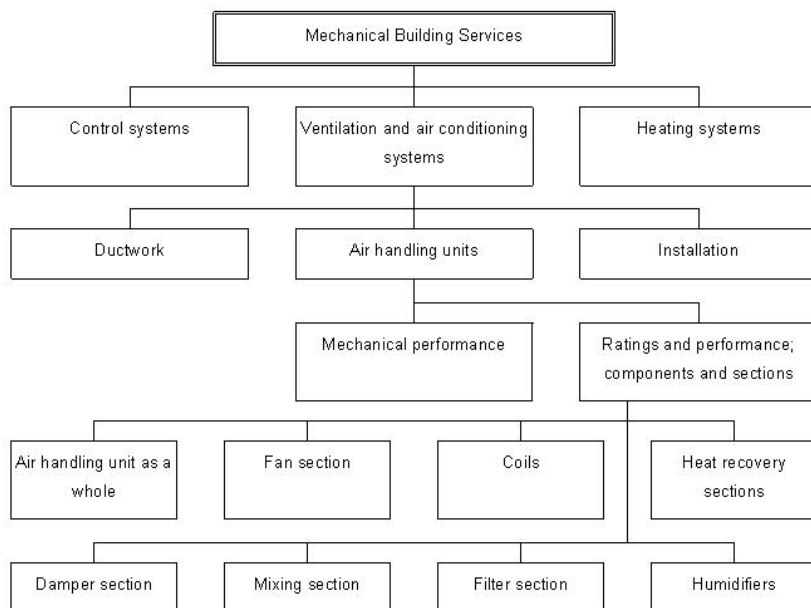 Mechanical Building Services
Control systems
Ventilation and air conditioning
systems
Heating systems
Ductwork
Air handling units
Installation
Mechanical performance
Ratings and performance;
components and sections
Air handling unit as a
whole
Fan section
Coils
Heat recovery
sections
Damper section
Mixing section
Filter section
Humidifiers